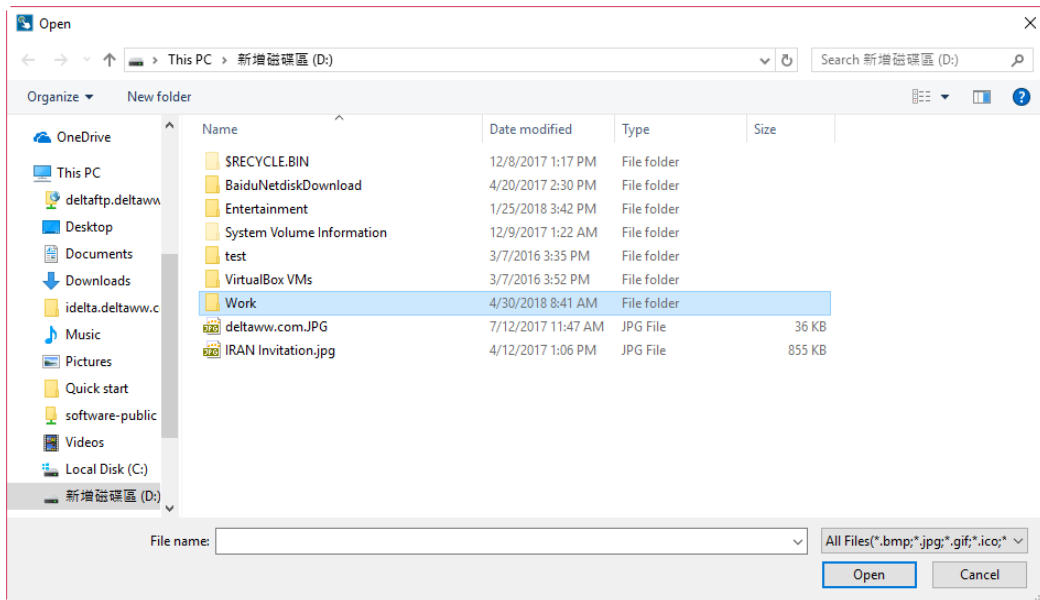 Open
This PC > 新增磁碟區 (D:)
Search 新增磁碟區 (D:)
Organize
New folder
Name Date modified Type Size
OneDrive
This PC
deltaftp.deltaww
Desktop
Documents
Downloads
idelta.deltaww.c
Music
Pictures
Quick start
software-public
Videos
Local Disk (C:)
新增磁碟區 (D:)
$RECYCLE.BIN 12/8/2017 1:17 PM File folder
BaiduNetdiskDownload 4/20/2017 2:30 PM File folder
Entertainment 1/25/2018 3:42 PM File folder
System Volume Information 12/9/2017 1:22 AM File folder
test 3/7/2016 3:35 PM File folder
VirtualBox VMs 3/7/2016 3:52 PM File folder
Work 4/30/2018 8:41 AM File folder
deltaww.com.JPG 7/12/2017 11:47 AM JPG File 36 KB
IRAN Invitation.jpg 4/12/2017 1:06 PM JPG File 855 KB
File name:
All Files(*.bmp;*.jpg;*.gif;*.ico;*
Open
Cancel